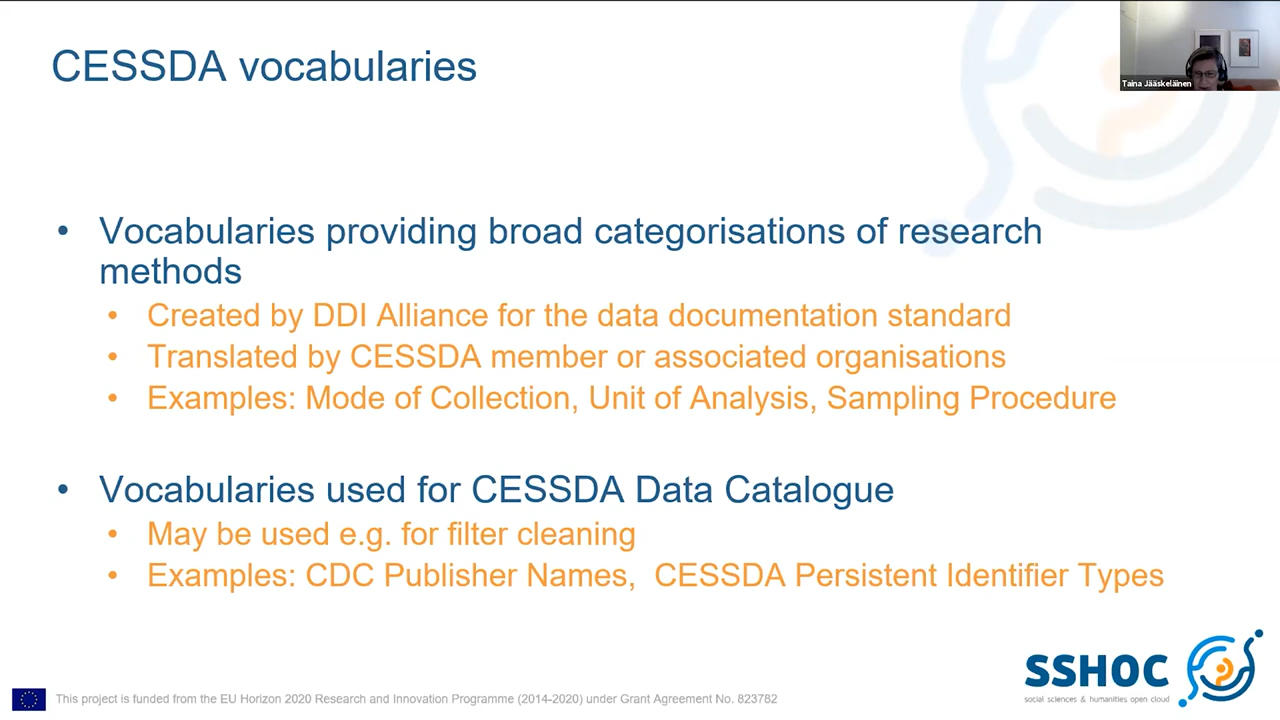 CESSDA vocabularies
Taina Jääskeläinen
• Vocabularies providing broad categorisations of research
methods
• Created by DDI Alliance for the data documentation standard
• Translated by CESSDA member or associated organisations
• Examples: Mode of Collection, Unit of Analysis, Sampling Procedure
• Vocabularies used for CESSDA Data Catalogue
• May be used e.g. for filter cleaning
• Examples: CDC Publisher Names,  CESSDA Persistent Identifier Types
SSHOC
social sciences & humanities open cloud
This project is funded from the EU Horizon 2020 Research and Innovation Programme (2014-2020) under Grant Agreement No. 823782